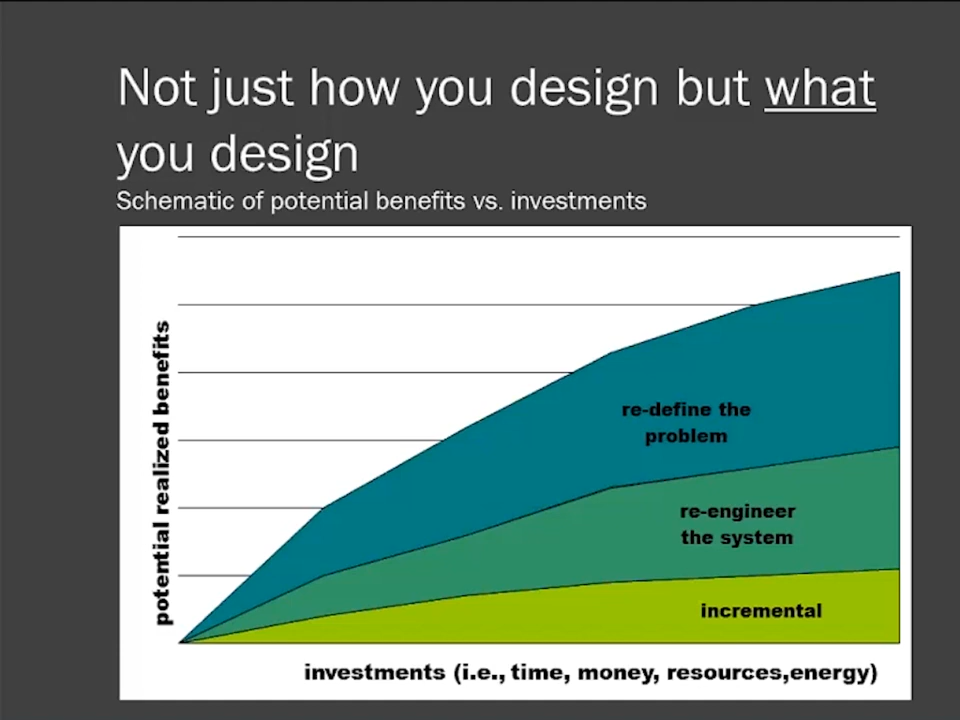 Not just how you design but what
you design
Schematic of potential benefits vs. investments
potential realized benefits
re-define the
problem
re-engineer
the system
incremental
investments (i.e., time, money, resources,energy)